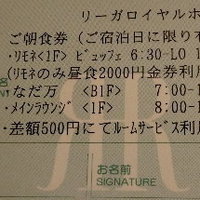 リーガロイヤルホ
ご朝食券(ご宿泊日に限り有
・リモネ<1F> ビュッフェ 6:30-LO 1
(リモネのみ昼食2000円金券利用
・なだ万 <B1F> 7:00-1
・メインラウンジ <1F> 8:00-1
・差額500円にてルームサービス利用
お名前
SIGNATURE